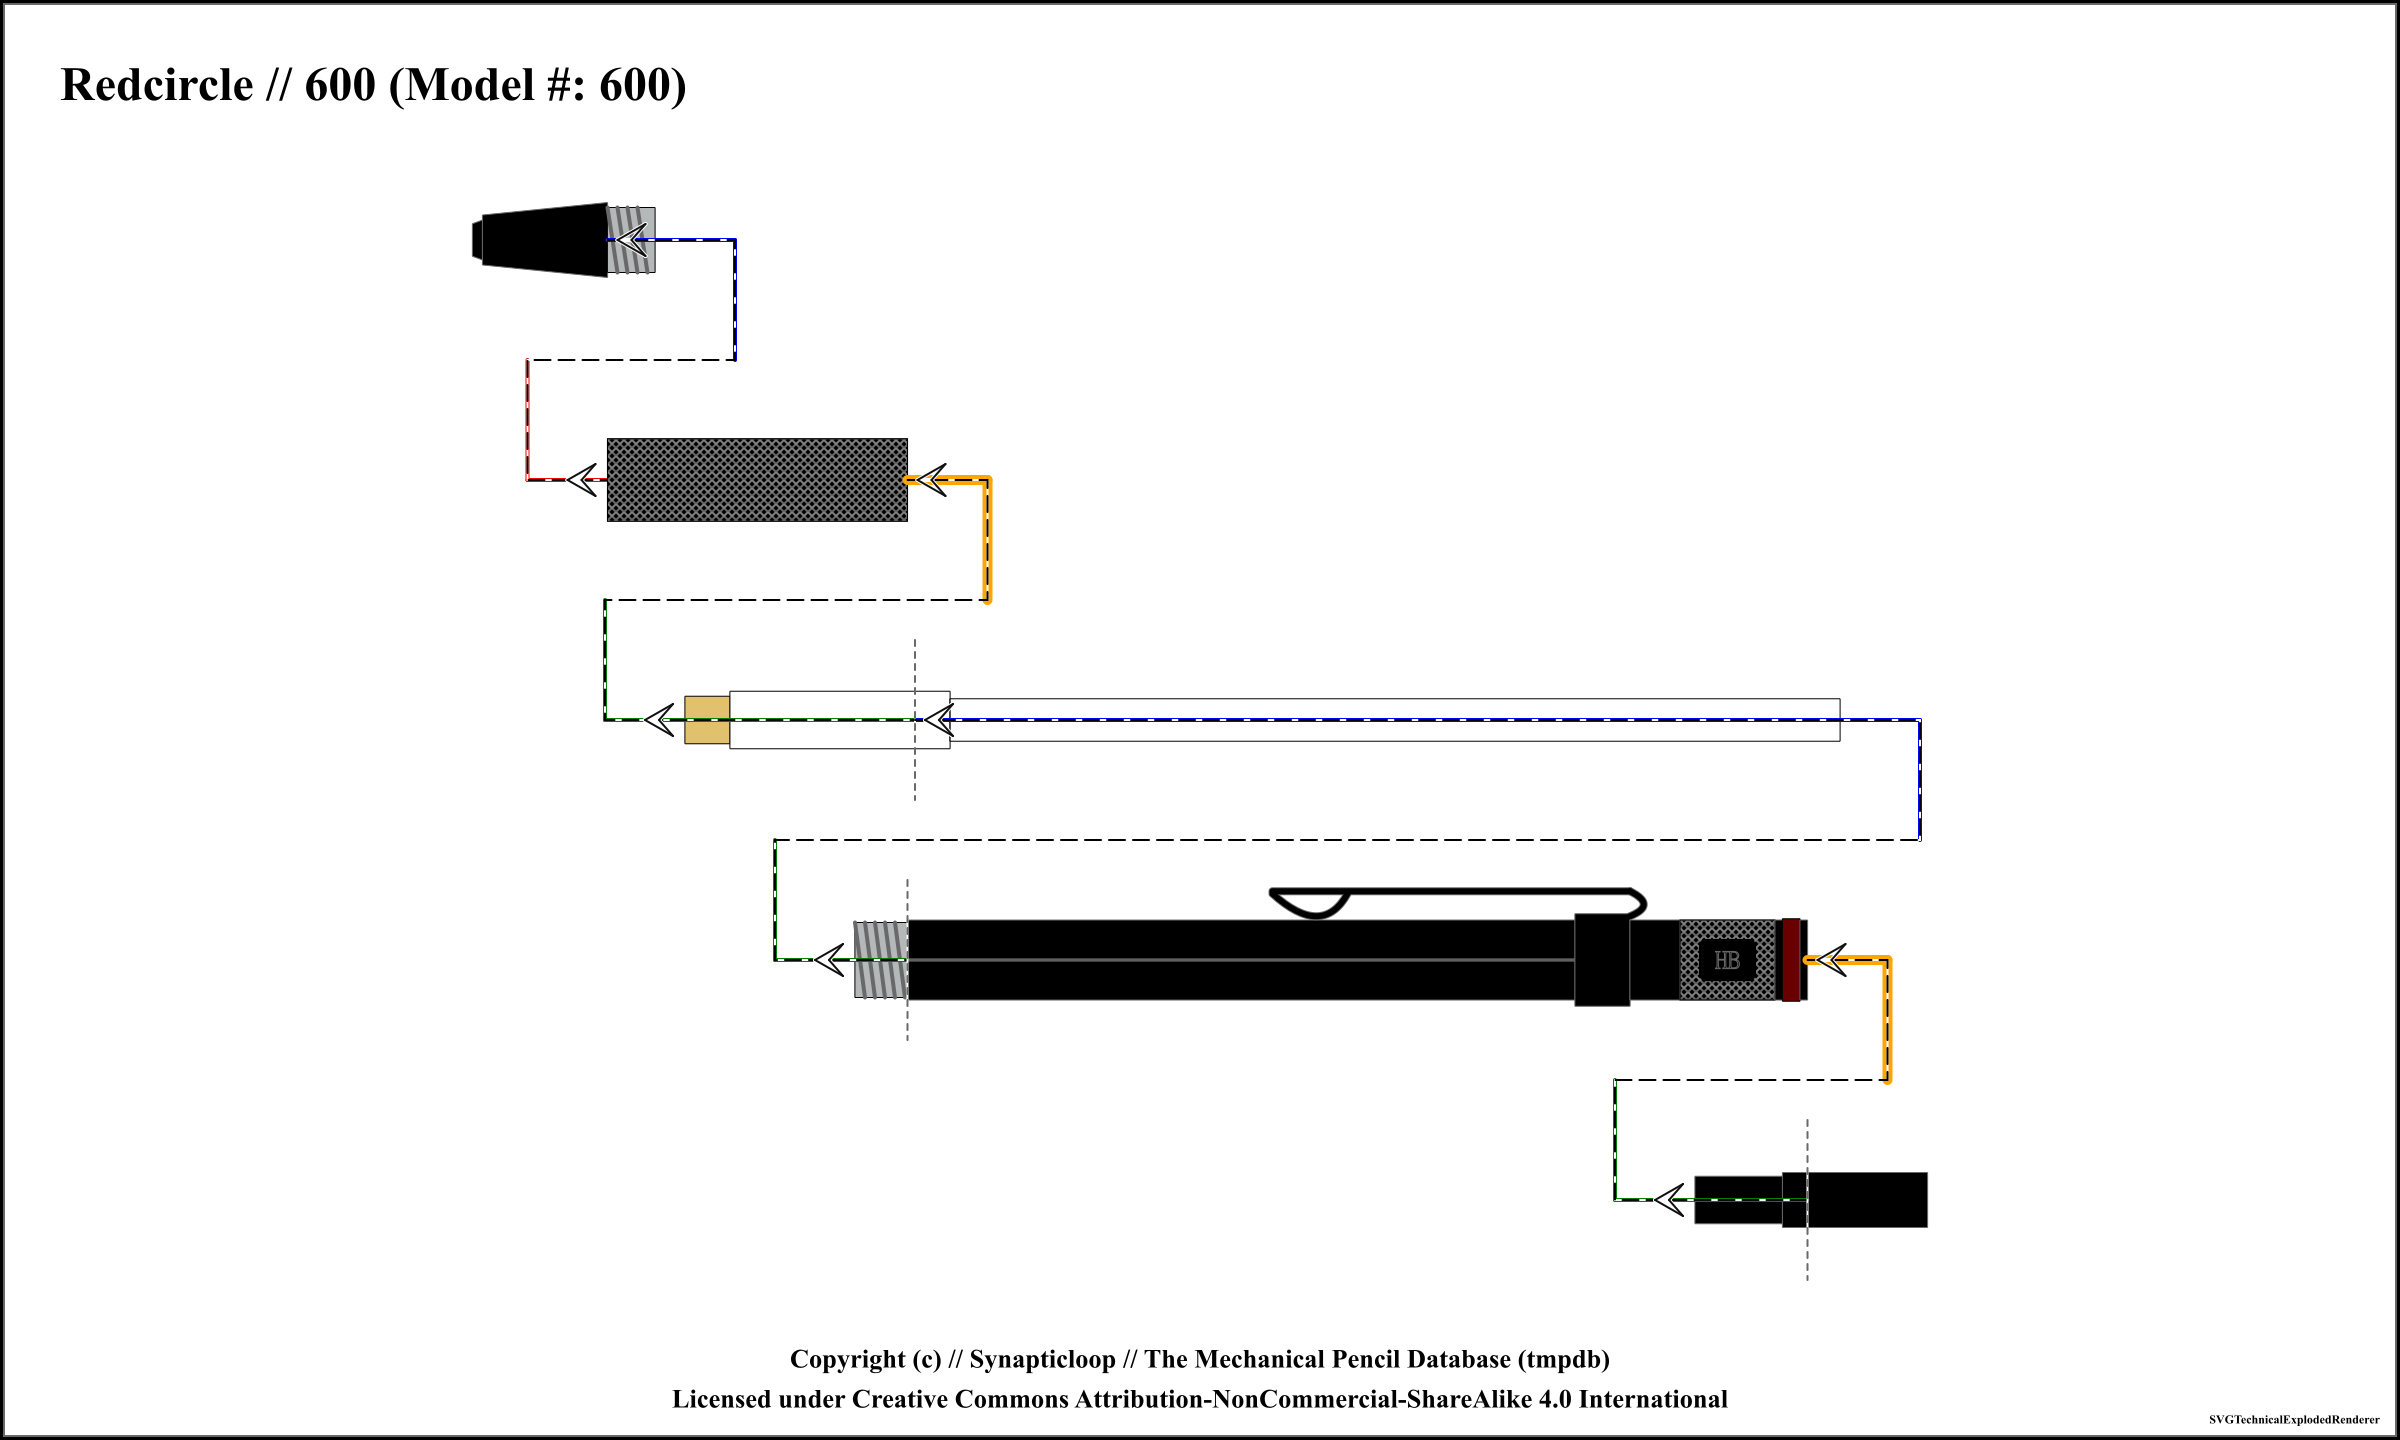 Redcircle // 600 (Model #: 600)
HB
Copyright (c) // Synapticloop // The Mechanical Pencil Database (tmpdb)
Licensed under Creative Commons Attribution-NonCommercial-ShareAlike 4.0 International
SVGTechnicalExplodedRenderer